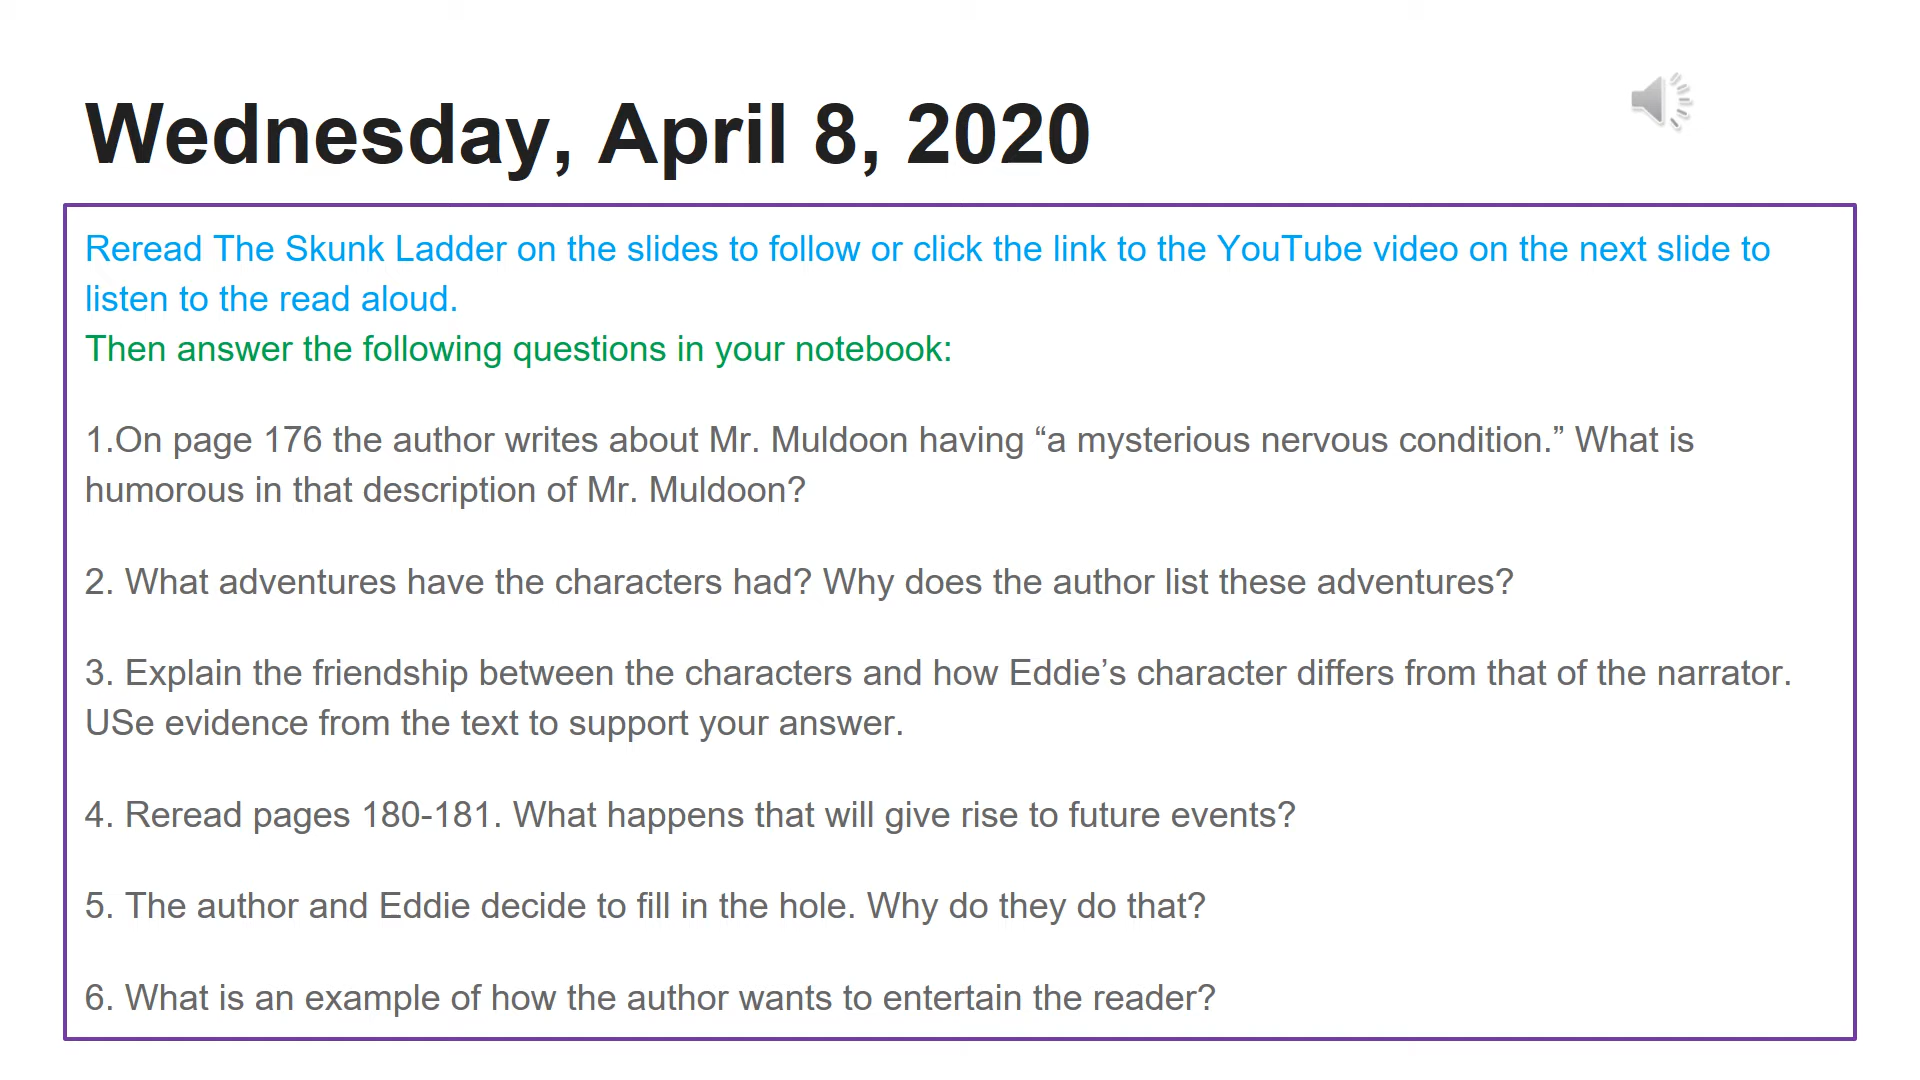 Wednesday, April 8, 2020
Reread The Skunk Ladder on the slides to follow or click the link to the YouTube video on the next slide to
listen to the read aloud.
Then answer the following questions in your notebook:
1.On page 176 the author writes about Mr. Muldoon having “a mysterious nervous condition.” What is
humorous in that description of Mr. Muldoon?
2. What adventures have the characters had? Why does the author list these adventures?
3. Explain the friendship between the characters and how Eddie’s character differs from that of the narrator.
USe evidence from the text to support your answer.
4. Reread pages 180-181. What happens that will give rise to future events?
5. The author and Eddie decide to fill in the hole. Why do they do that?
6. What is an example of how the author wants to entertain the reader?